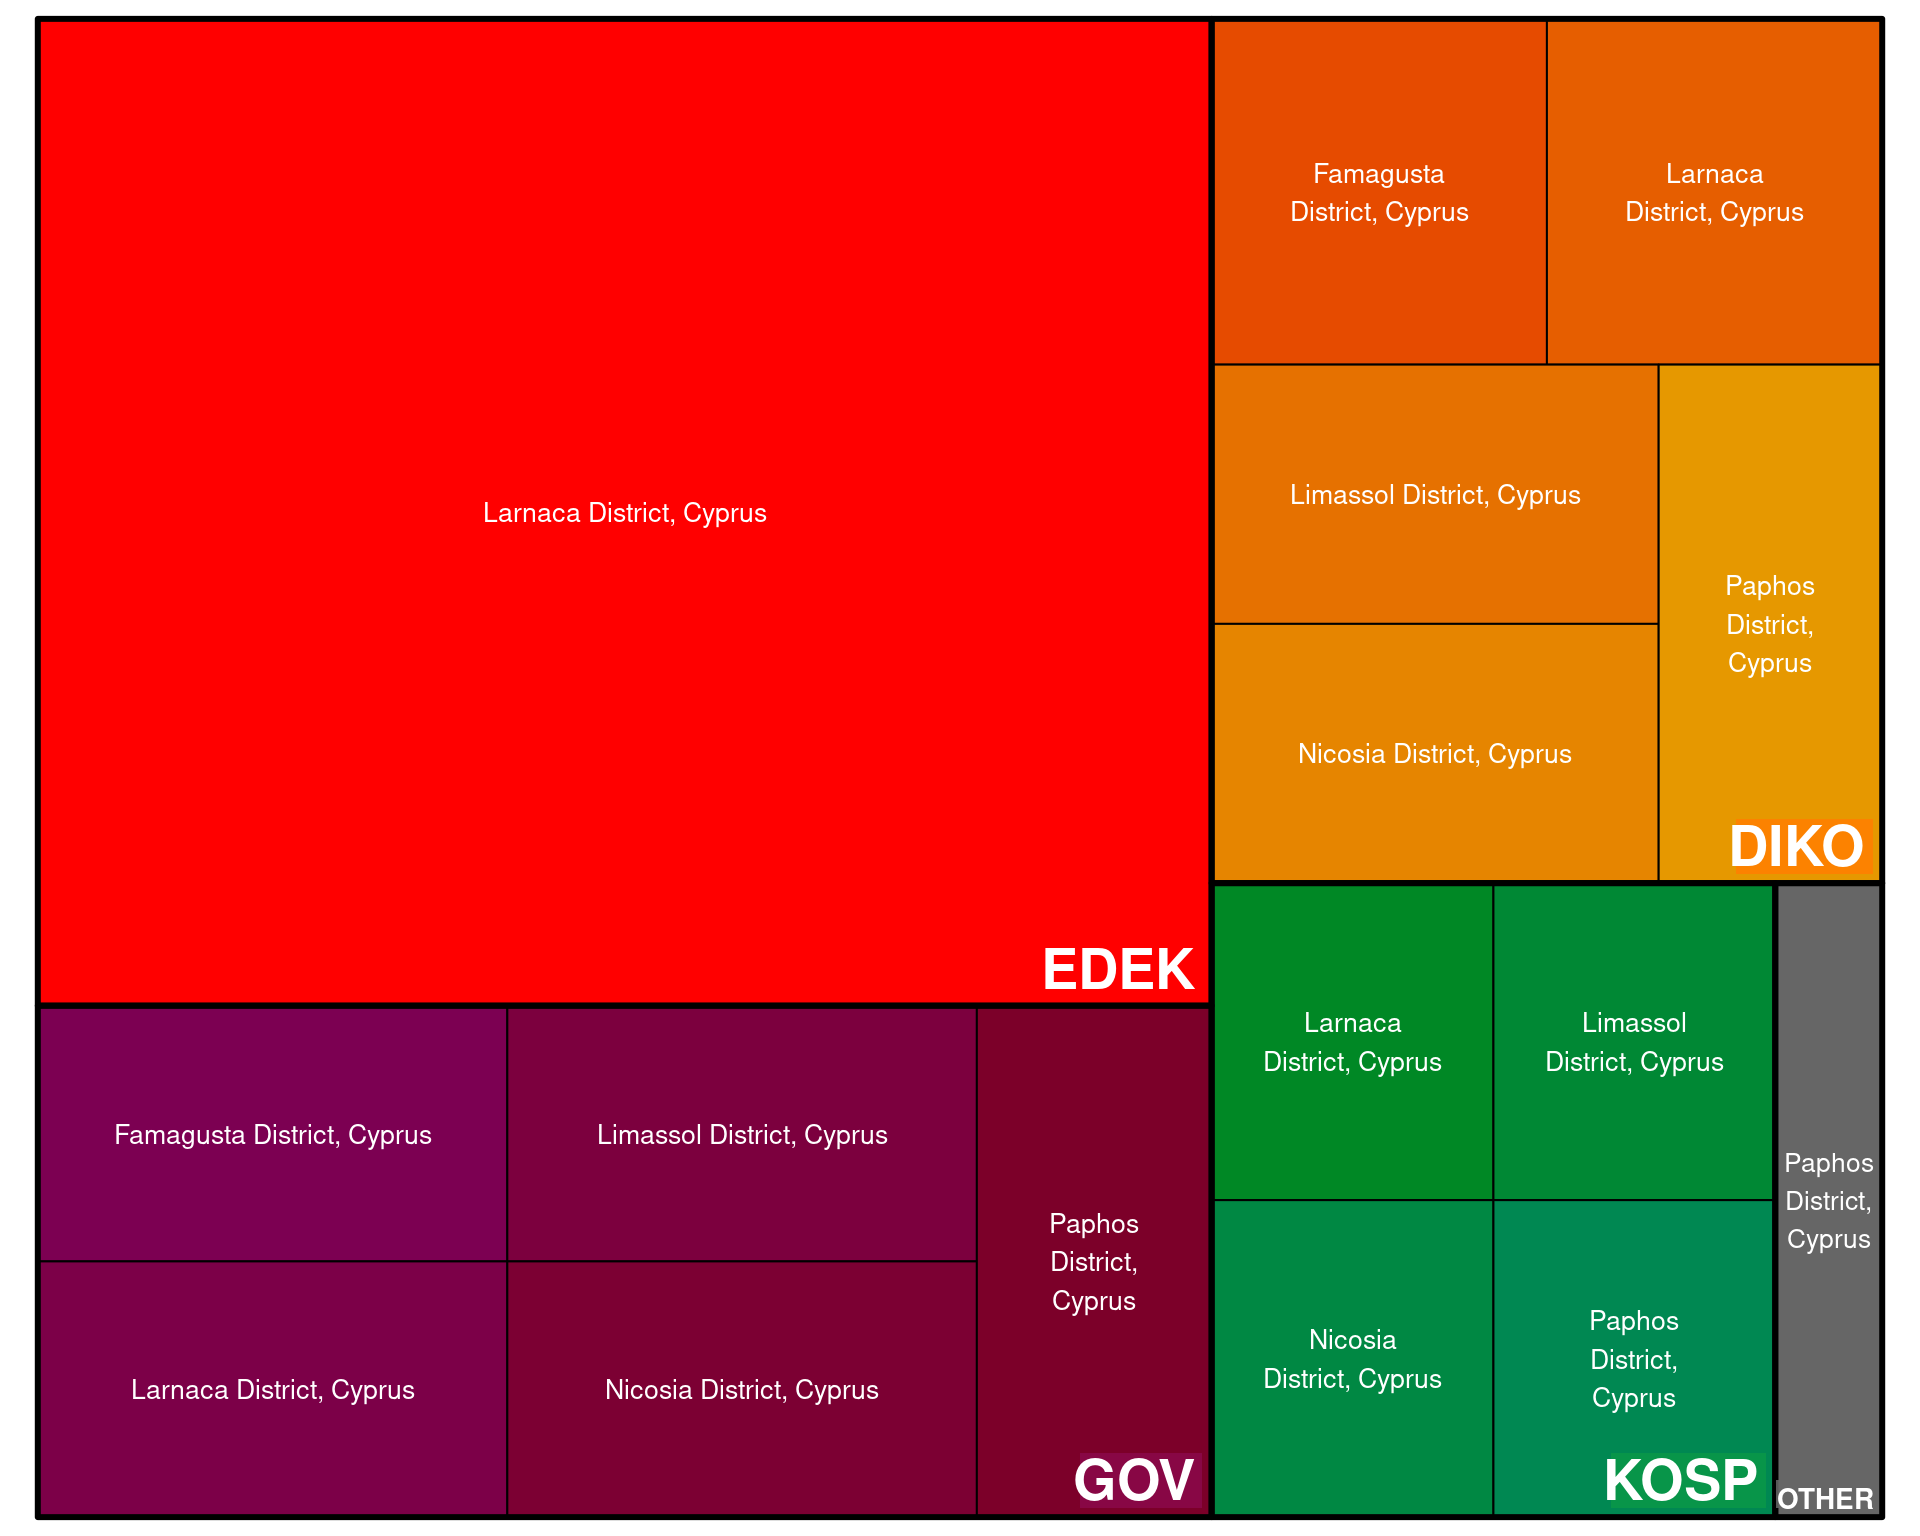 Larnaca District, Cyprus
EDEK
Famagusta
District, Cyprus
Larnaca
District, Cyprus
Limassol District, Cyprus
Nicosia District, Cyprus
Paphos
District,
Cyprus
DIKO
Famagusta District, Cyprus
Limassol District, Cyprus
Larnaca District, Cyprus
Nicosia District, Cyprus
Paphos
District,
Cyprus
GOV
Larnaca
District, Cyprus
Limassol
District, Cyprus
Nicosia
District, Cyprus
Paphos
District,
Cyprus
KOSP
Paphos
District,
Cyprus
OTHER